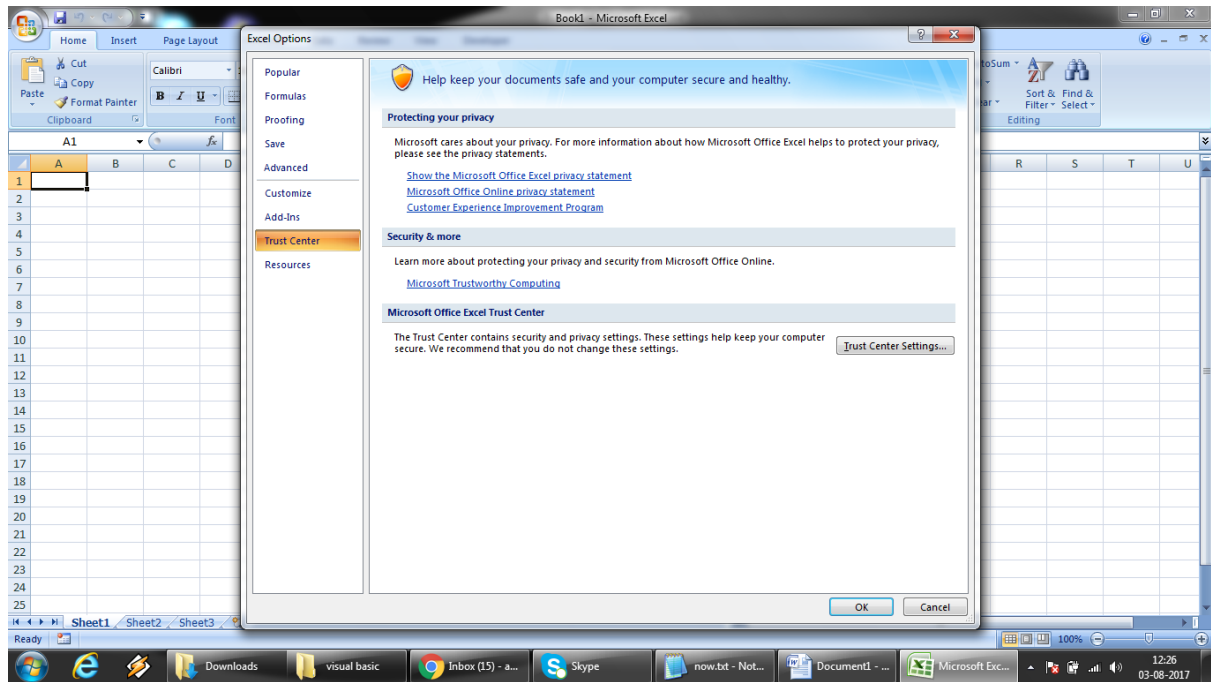 Book1 - Microsoft Excel
Home Insert Page Layout
Excel Options
Cut
Copy
Format Painter
Paste
Clipboard
Calibri
B I U
Font
toSum
Sort & Filter
Find & Select
Editing
A1
fx
A B C D R S T U
1
2
3
4
5
6
7
8
9
10
11
12
13
14
15
16
17
18
19
20
21
22
23
24
25
Popular
Formulas
Proofing
Save
Advanced
Customize
Add-Ins
Trust Center
Resources
Help keep your documents safe and your computer secure and healthy.
Protecting your privacy
Microsoft cares about your privacy. For more information about how Microsoft Office Excel helps to protect your privacy,
please see the privacy statements.
Show the Microsoft Office Excel privacy statement
Microsoft Office Online privacy statement
Customer Experience Improvement Program
Security & more
Learn more about protecting your privacy and security from Microsoft Office Online.
Microsoft Trustworthy Computing
Microsoft Office Excel Trust Center
The Trust Center contains security and privacy settings. These settings help keep your computer
secure. We recommend that you do not change these settings.
Trust Center Settings...
OK Cancel
Sheet1 Sheet2 Sheet3
Ready
100%
Downloads visual basic Inbox (15) - a... Skype now.txt - Not... Document1 - ... Microsoft Exc...
12:26
03-08-2017